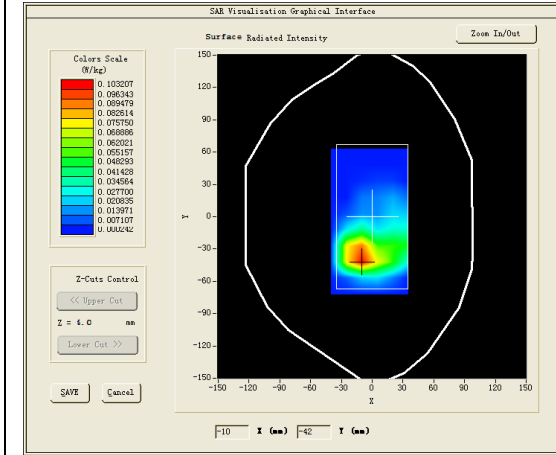 SAR Visualisation Graphical Interface
Surface Radiated Intensity
Zoom In/Out
Colors Scale
(W/kg)
0.103207
0.096343
0.089479
0.082614
0.075750
0.068886
0.062021
0.055157
0.048293
0.041428
0.034564
0.027700
0.020835
0.013971
0.007107
0.000242
Z-Cuts Control
<< Upper Cut
Z = 4.0 mm
Lower Cut >>
SAVE
Cancel
150
120
90
60
30
0
-30
-60
-90
-120
-150
Y
-150 -120 -90 -60 -30 0 30 60 90 120 150
X
-10 X (mm) -42 Y (mm)